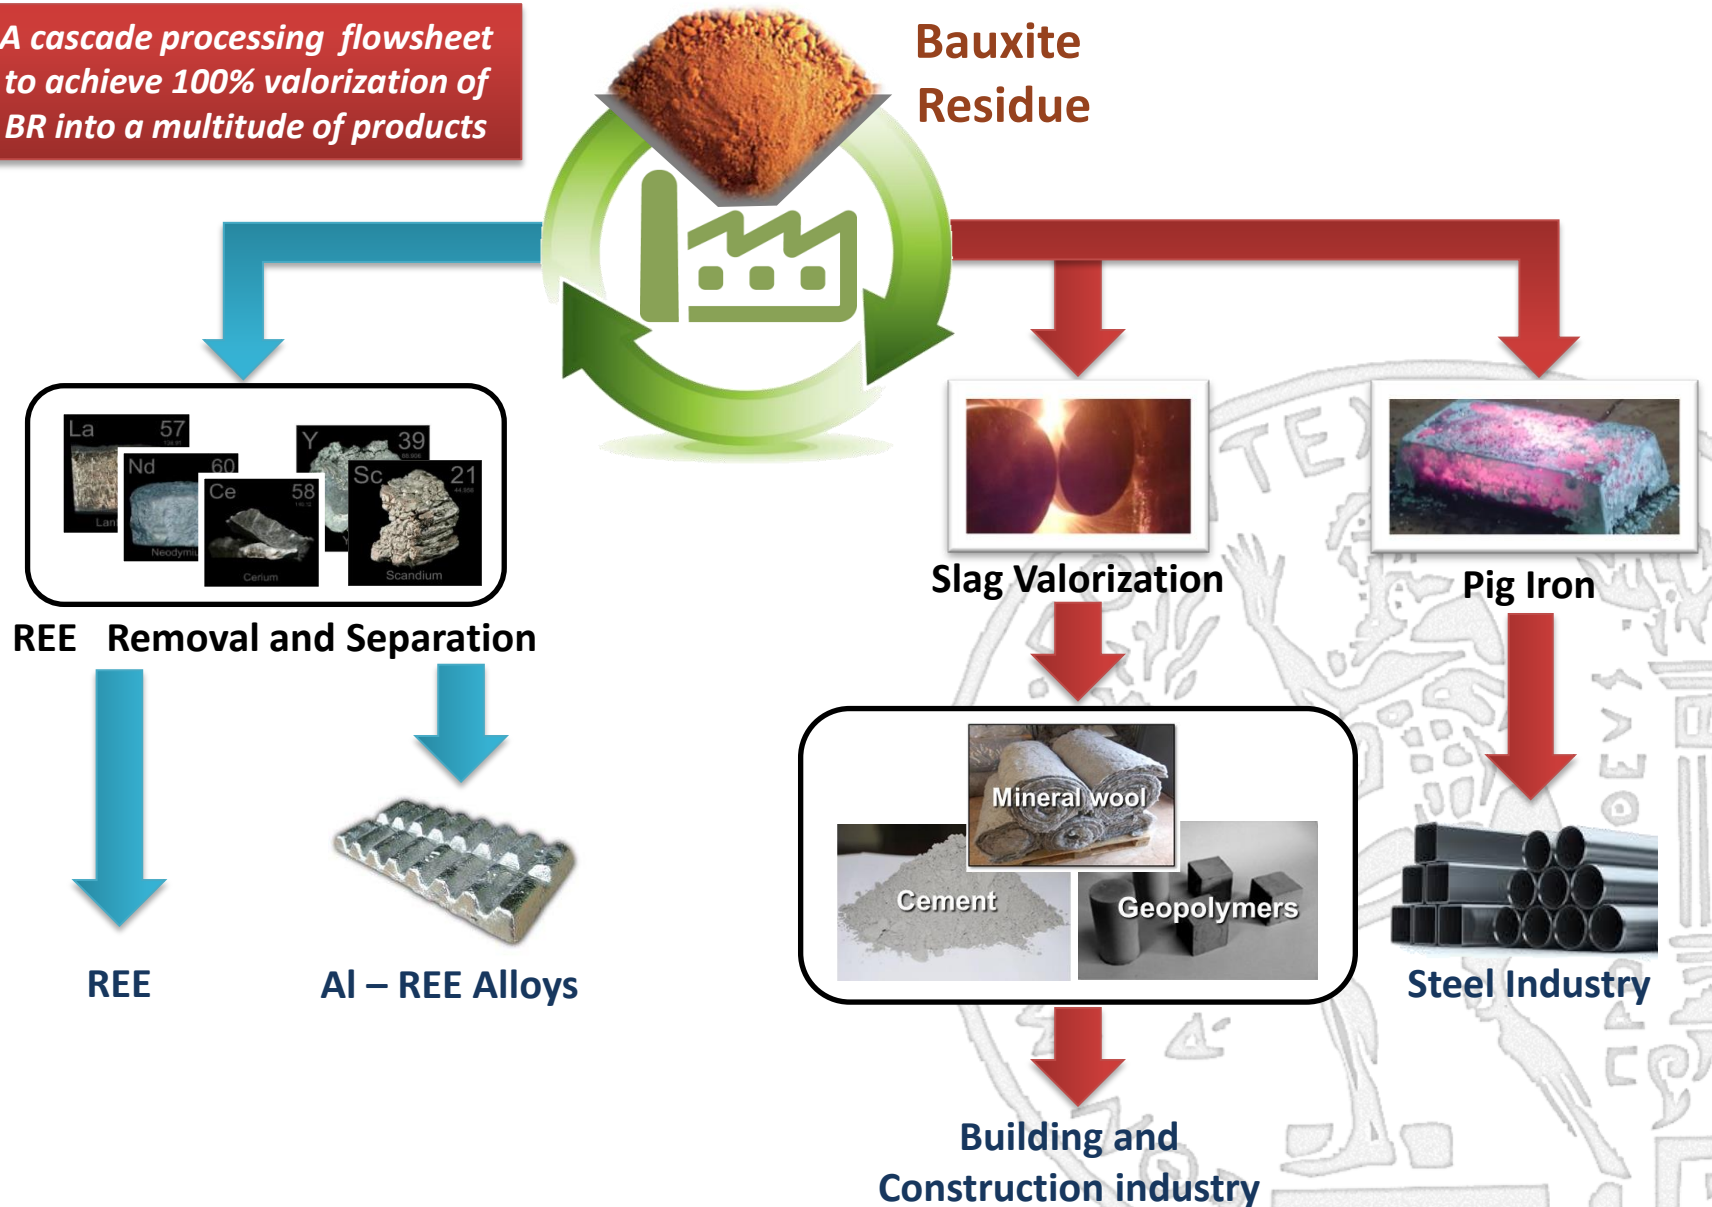 A cascade processing flowsheet
to achieve 100% valorization of
BR into a multitude of products
Bauxite
Residue
La 57
Nd 60
Neodymiu
Ce 58
Cerium
Y 39
Sc 21
Scandium
REE Removal and Separation
REE
Al – REE Alloys
Slag Valorization
Pig Iron
Mineral wool
Cement
Geopolymers
Steel Industry
Building and
Construction industry